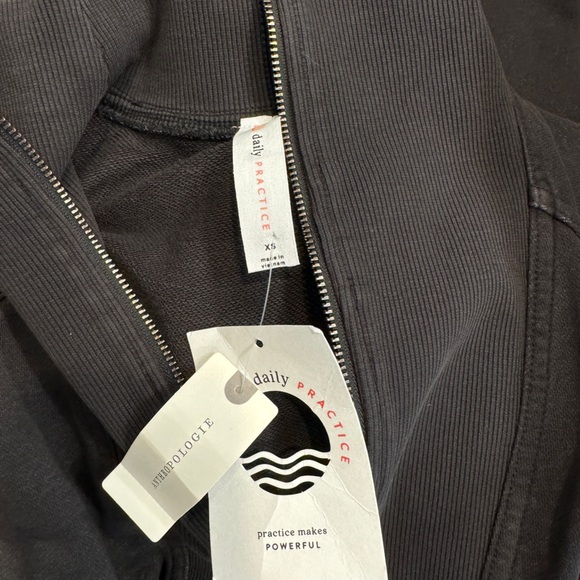 daily PRACTICE
XS
made in
vietnam
daily PRACTICE
ANTHROPOLOGIE
practice makes
POWERFUL